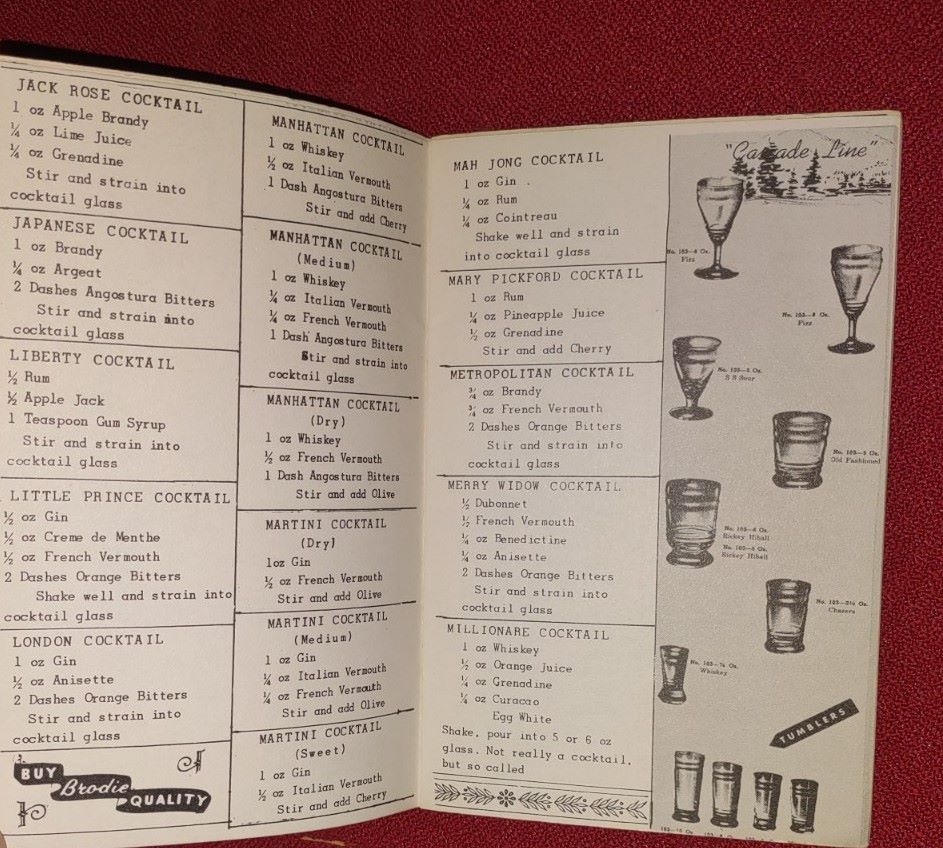 JACK ROSE COCKTAIL
1 oz Apple Brandy
¼ oz Lime Juice
¼ oz Grenadine
Stir and strain into
cocktail glass
JAPANESE COCKTAIL
1 oz Brandy
¼ oz Argeat
2 Dashes Angostura Bitters
Stir and strain into
cocktail glass
LIBERTY COCKTAIL
½ Rum
½ Apple Jack
1 Teaspoon Gum Syrup
Stir and strain into
cocktail glass
LITTLE PRINCE COCKTAIL
½ oz Gin
½ oz Creme de Menthe
½ oz French Vermouth
2 Dashes Orange Bitters
Shake well and strain into
cocktail glass
LONDON COCKTAIL
1 oz Gin
½ oz Anisette
2 Dashes Orange Bitters
Stir and strain into
cocktail glass
BUY
Brodie
QUALITY
MANHATTAN COCKTAIL
1 oz Whiskey
½ oz Italian Vermouth
1 Dash Angostura Bitters
Stir and add Cherry
MANHATTAN COCKTAIL
(Medium)
1 oz Whiskey
¼ oz Italian Vermouth
¼ oz French Vermouth
1 Dash Angostura Bitters
Stir and strain into
cocktail glass
MANHATTAN COCKTAIL
(Dry)
1 oz Whiskey
½ oz French Vermouth
1 Dash Angostura Bitters
Stir and add Olive
MARTINI COCKTAIL
(Dry)
1oz Gin
½ oz French Vermouth
Stir and add Olive
MARTINI COCKTAIL
(Medium)
1 oz Gin
¼ oz Italian Vermouth
¼ oz French Vermouth
Stir and add Olive
MARTINI COCKTAIL
(Sweet)
1 oz Gin
½ oz Italian Vermouth
Stir and add Cherry
MAH JONG COCKTAIL
1 oz Gin .
¼ oz Rum
¼ oz Cointreau
Shake well and strain
into cocktail glass
MARY PICKFORD COCKTAIL
1 oz Rum
¼ oz Pineapple Juice
½ oz Grenadine
Stir and add Cherry
METROPOLITAN COCKTAIL
¾ oz Brandy
¾ oz French Vermouth
2 Dashes Orange Bitters
Stir and strain into
cocktail glass
MERRY WIDOW COCKTAIL
½ Dubonnet
½ French Vermouth
¼ oz Benedictine
¼ oz Anisette
2 Dashes Orange Bitters
Stir and strain into
cocktail glass
MILLIONARE COCKTAIL
1 oz Whiskey
½ oz Orange Juice
¼ oz Grenadine
¼ oz Curacao
Egg White
Shake, pour into 5 or 6 oz
glass. Not really a cocktail.
but so called
"Cascade Line"
Fizz
Fizz
Old Fashioned
Rickey Hiball
Rickey Hiball
Chasers
Whiskey
TUMBLERS